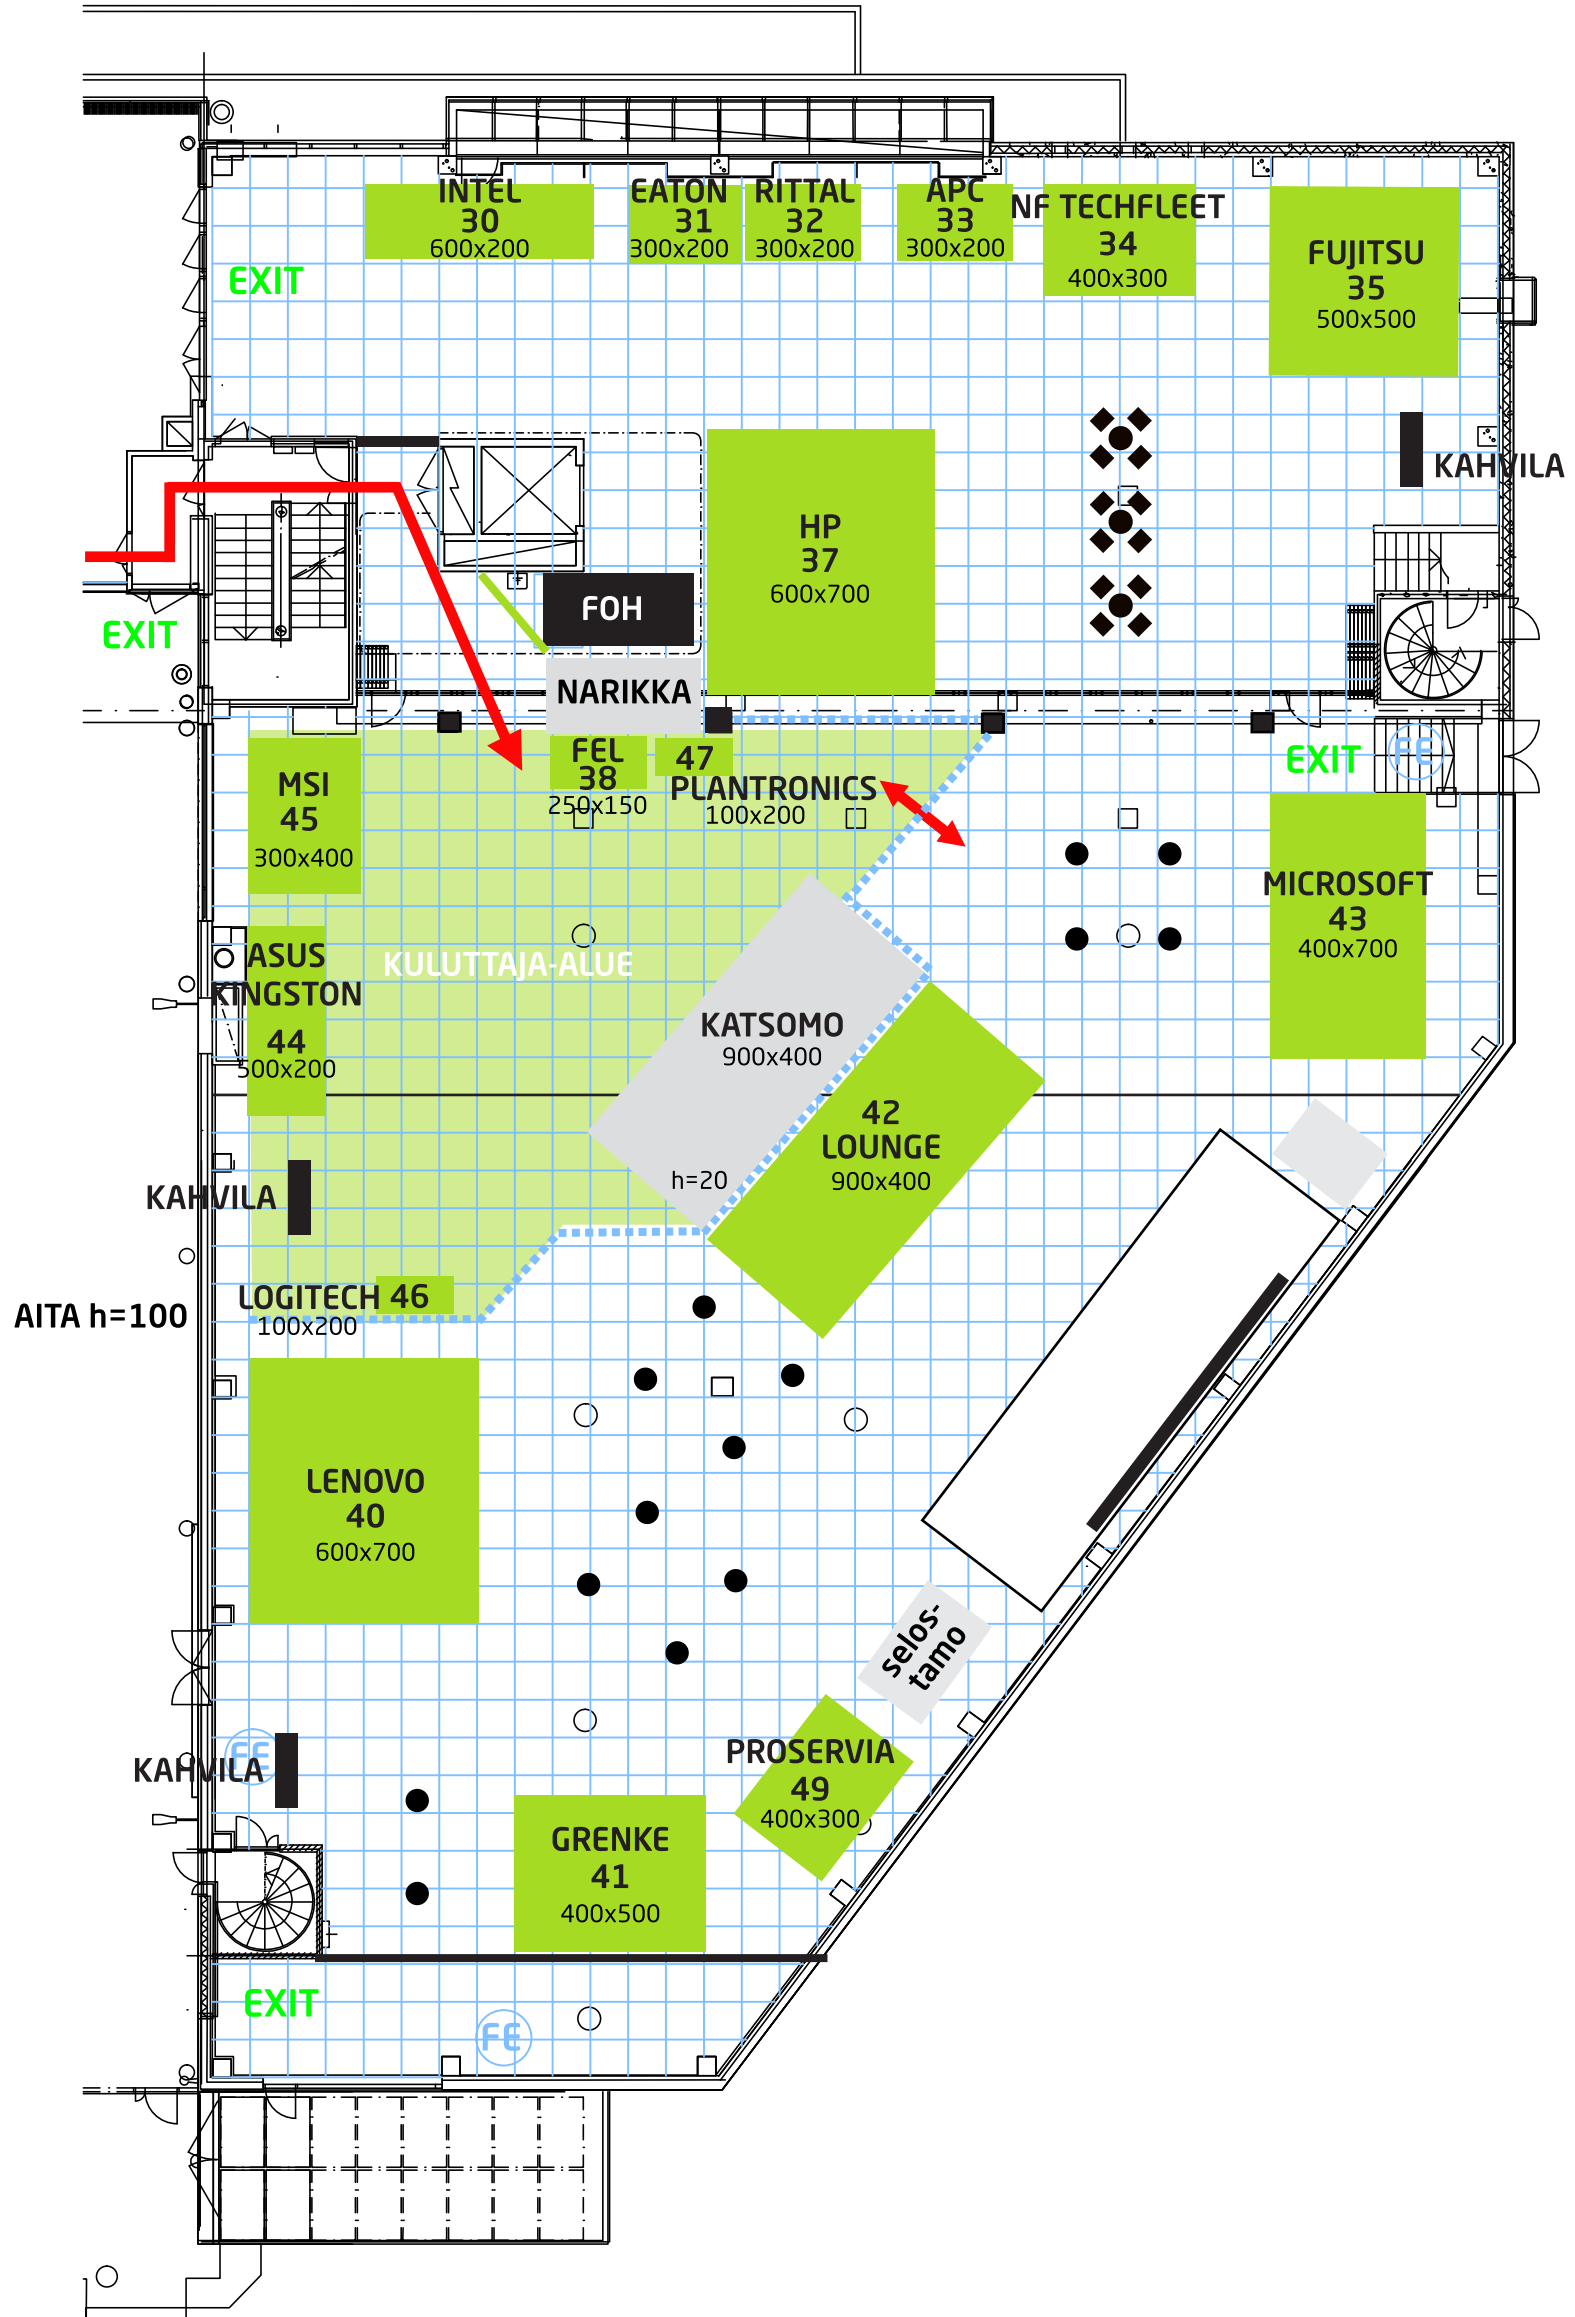 INTEL
30
600x200
EATON
31
300x200
RITTAL
32
300x200
APC
33
300x200
NF TECHFLEET
34
400x300
FUJITSU
35
500x500
EXIT
KAHVILA
HP
37
600x700
FOH
EXIT
NARIKKA
FEL
38
250x150
47
PLANTRONICS
100x200
EXIT
FE
MSI
45
300x400
MICROSOFT
43
400x700
ASUS
KINGSTON
44
500x200
KULUTTAJA-ALUE
KATSOMO
900x400
h=20
42
LOUNGE
900x400
KAHVILA
LOGITECH 46
100x200
AITA h=100
LENOVO
40
600x700
selos-
tamo
PROSERVIA
49
400x300
FE
KAHVILA
GRENKE
41
400x500
EXIT
FE